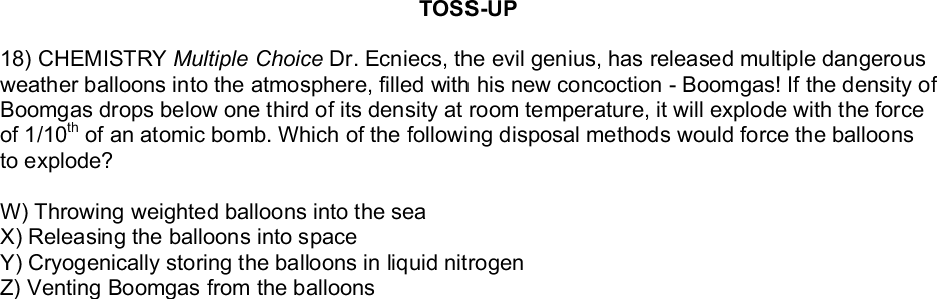 TOSS-UP
18) CHEMISTRY Multiple Choice Dr. Ecniecs, the evil genius, has released multiple dangerous
weather balloons into the atmosphere, filled with his new concoction - Boomgas! If the density of
Boomgas drops below one third of its density at room temperature, it will explode with the force
of 1/10th of an atomic bomb. Which of the following disposal methods would force the balloons
to explode?
W) Throwing weighted balloons into the sea
X) Releasing the balloons into space
Y) Cryogenically storing the balloons in liquid nitrogen
Z) Venting Boomgas from the balloons